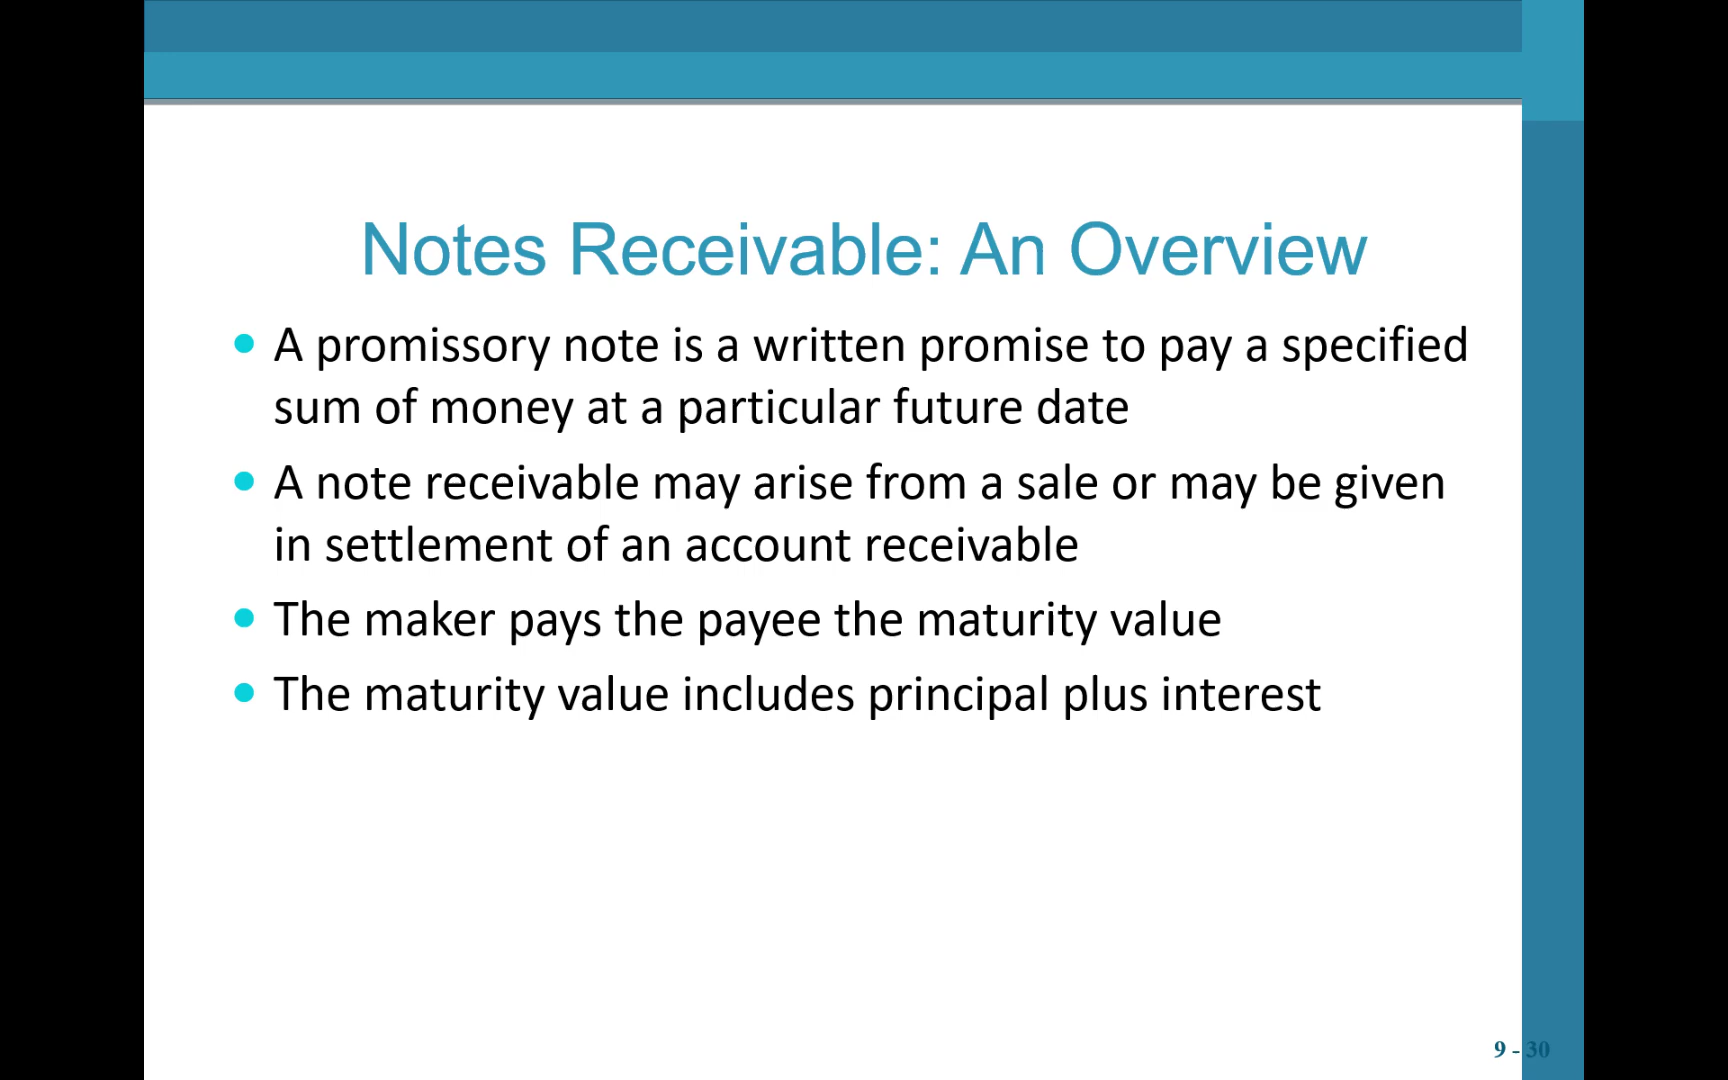 Notes Receivable: An Overview
• A promissory note is a written promise to pay a specified
sum of money at a particular future date
• A note receivable may arise from a sale or may be given
in settlement of an account receivable
• The maker pays the payee the maturity value
• The maturity value includes principal plus interest
9 - 30